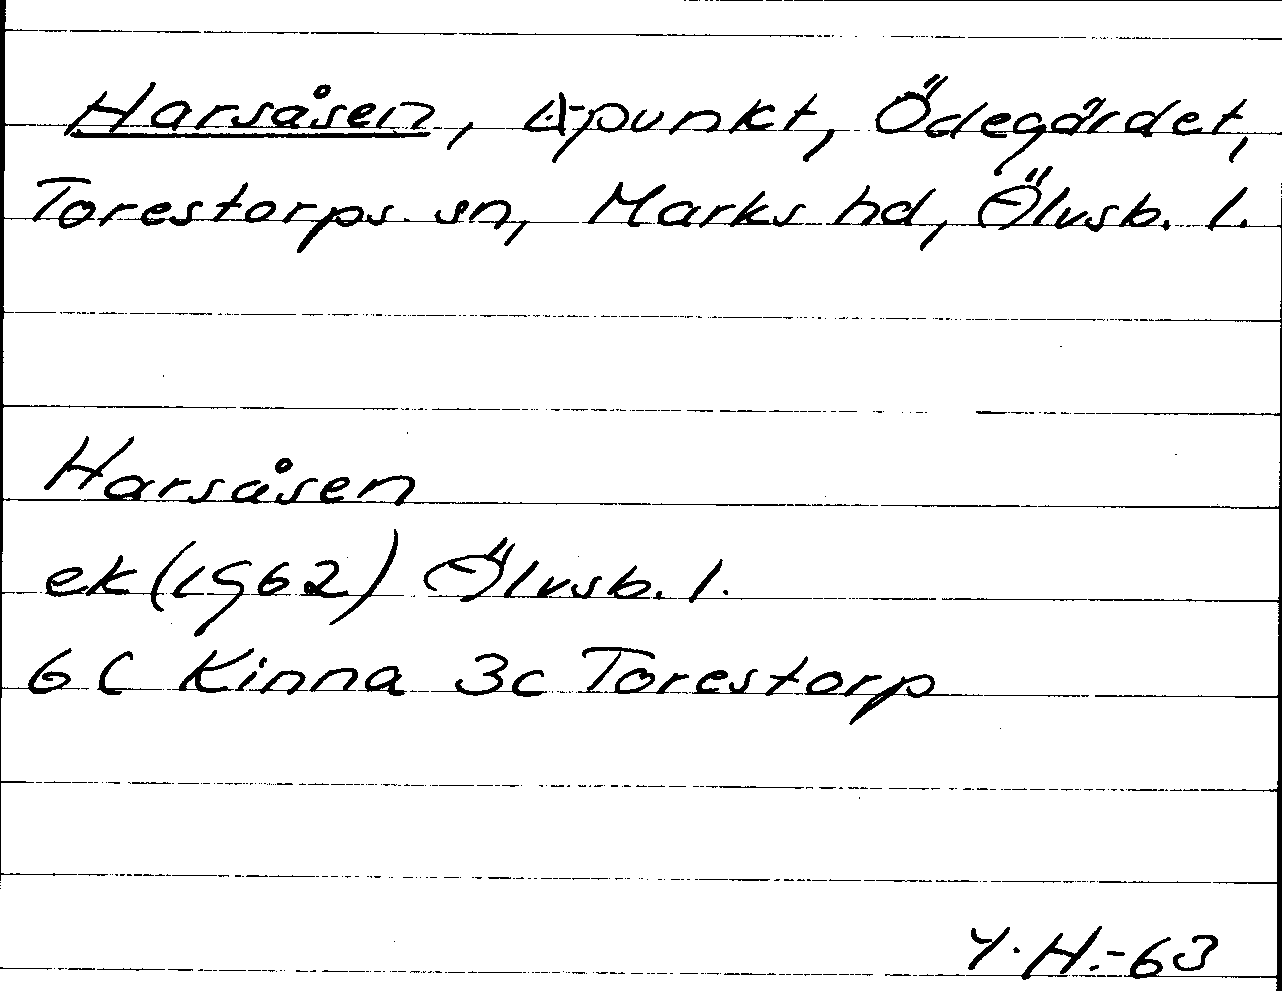 Harsåsen, △-punkt, Ödegärdet,
Torestorps sn, Marks hd, Älvsb. l.
Harsåsen
ek (1962) Älvsb. l.
6 C Kinna 3c Torestorp
Y.H.-63